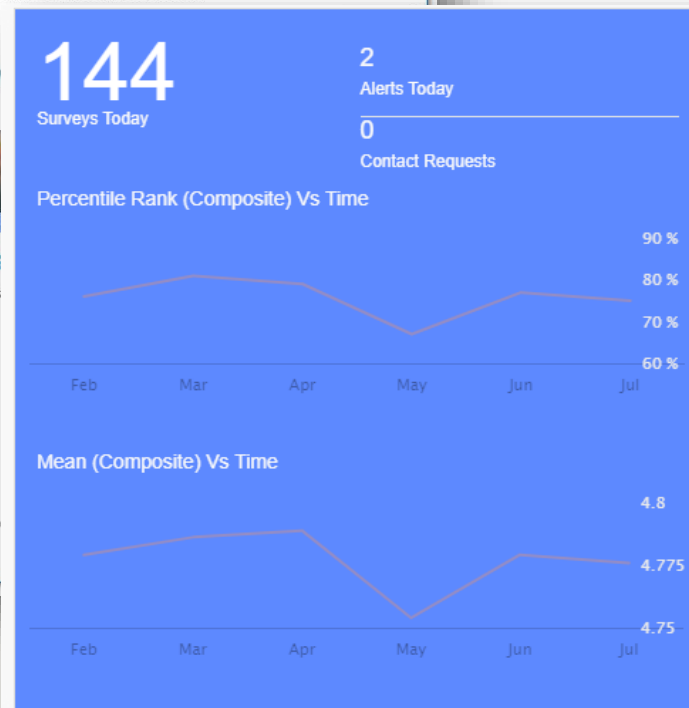 144
Surveys Today
2
Alerts Today
0
Contact Requests
Percentile Rank (Composite) Vs Time
90 %
80 %
70 %
60 %
Feb Mar Apr May Jun Jul
Mean (Composite) Vs Time
4.8
4.775
4.75
Feb Mar Apr May Jun Jul